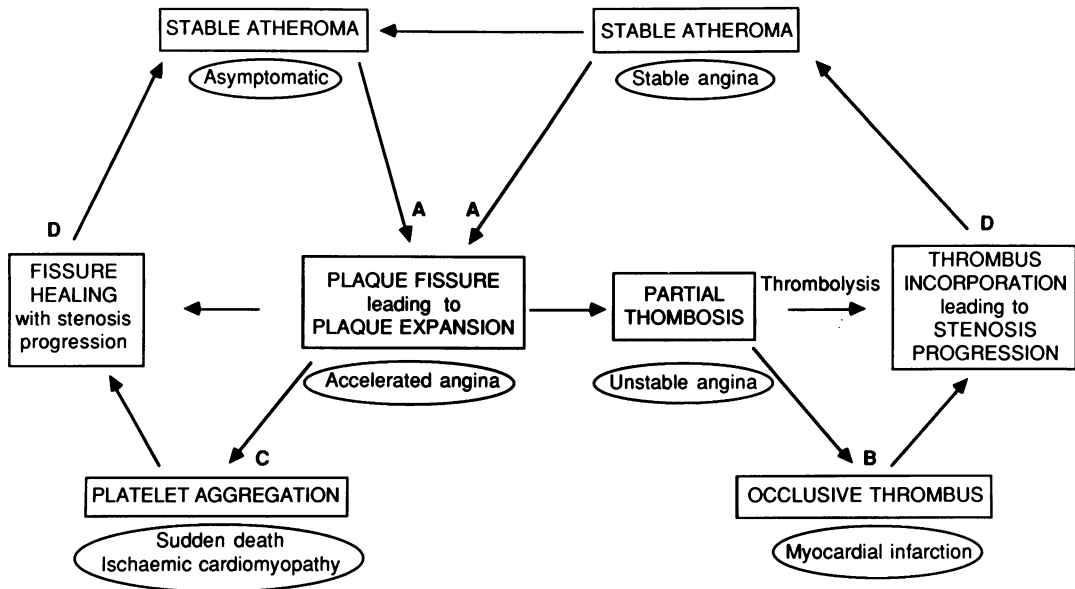 STABLE ATHEROMA
STABLE ATHEROMA
Asymptomatic
Stable angina
A
A
D
D
FISSURE
HEALING
with stenosis
progression
PLAQUE FISSURE
leading to
PLAQUE EXPANSION
PARTIAL
THOMBOSIS
Thrombolysis
THROMBUS
INCORPORATION
leading to
STENOSIS
PROGRESSION
Accelerated angina
Unstable angina
C
B
PLATELET AGGREGATION
OCCLUSIVE THROMBUS
Sudden death
Ischaemic cardiomyopathy
Myocardial infarction